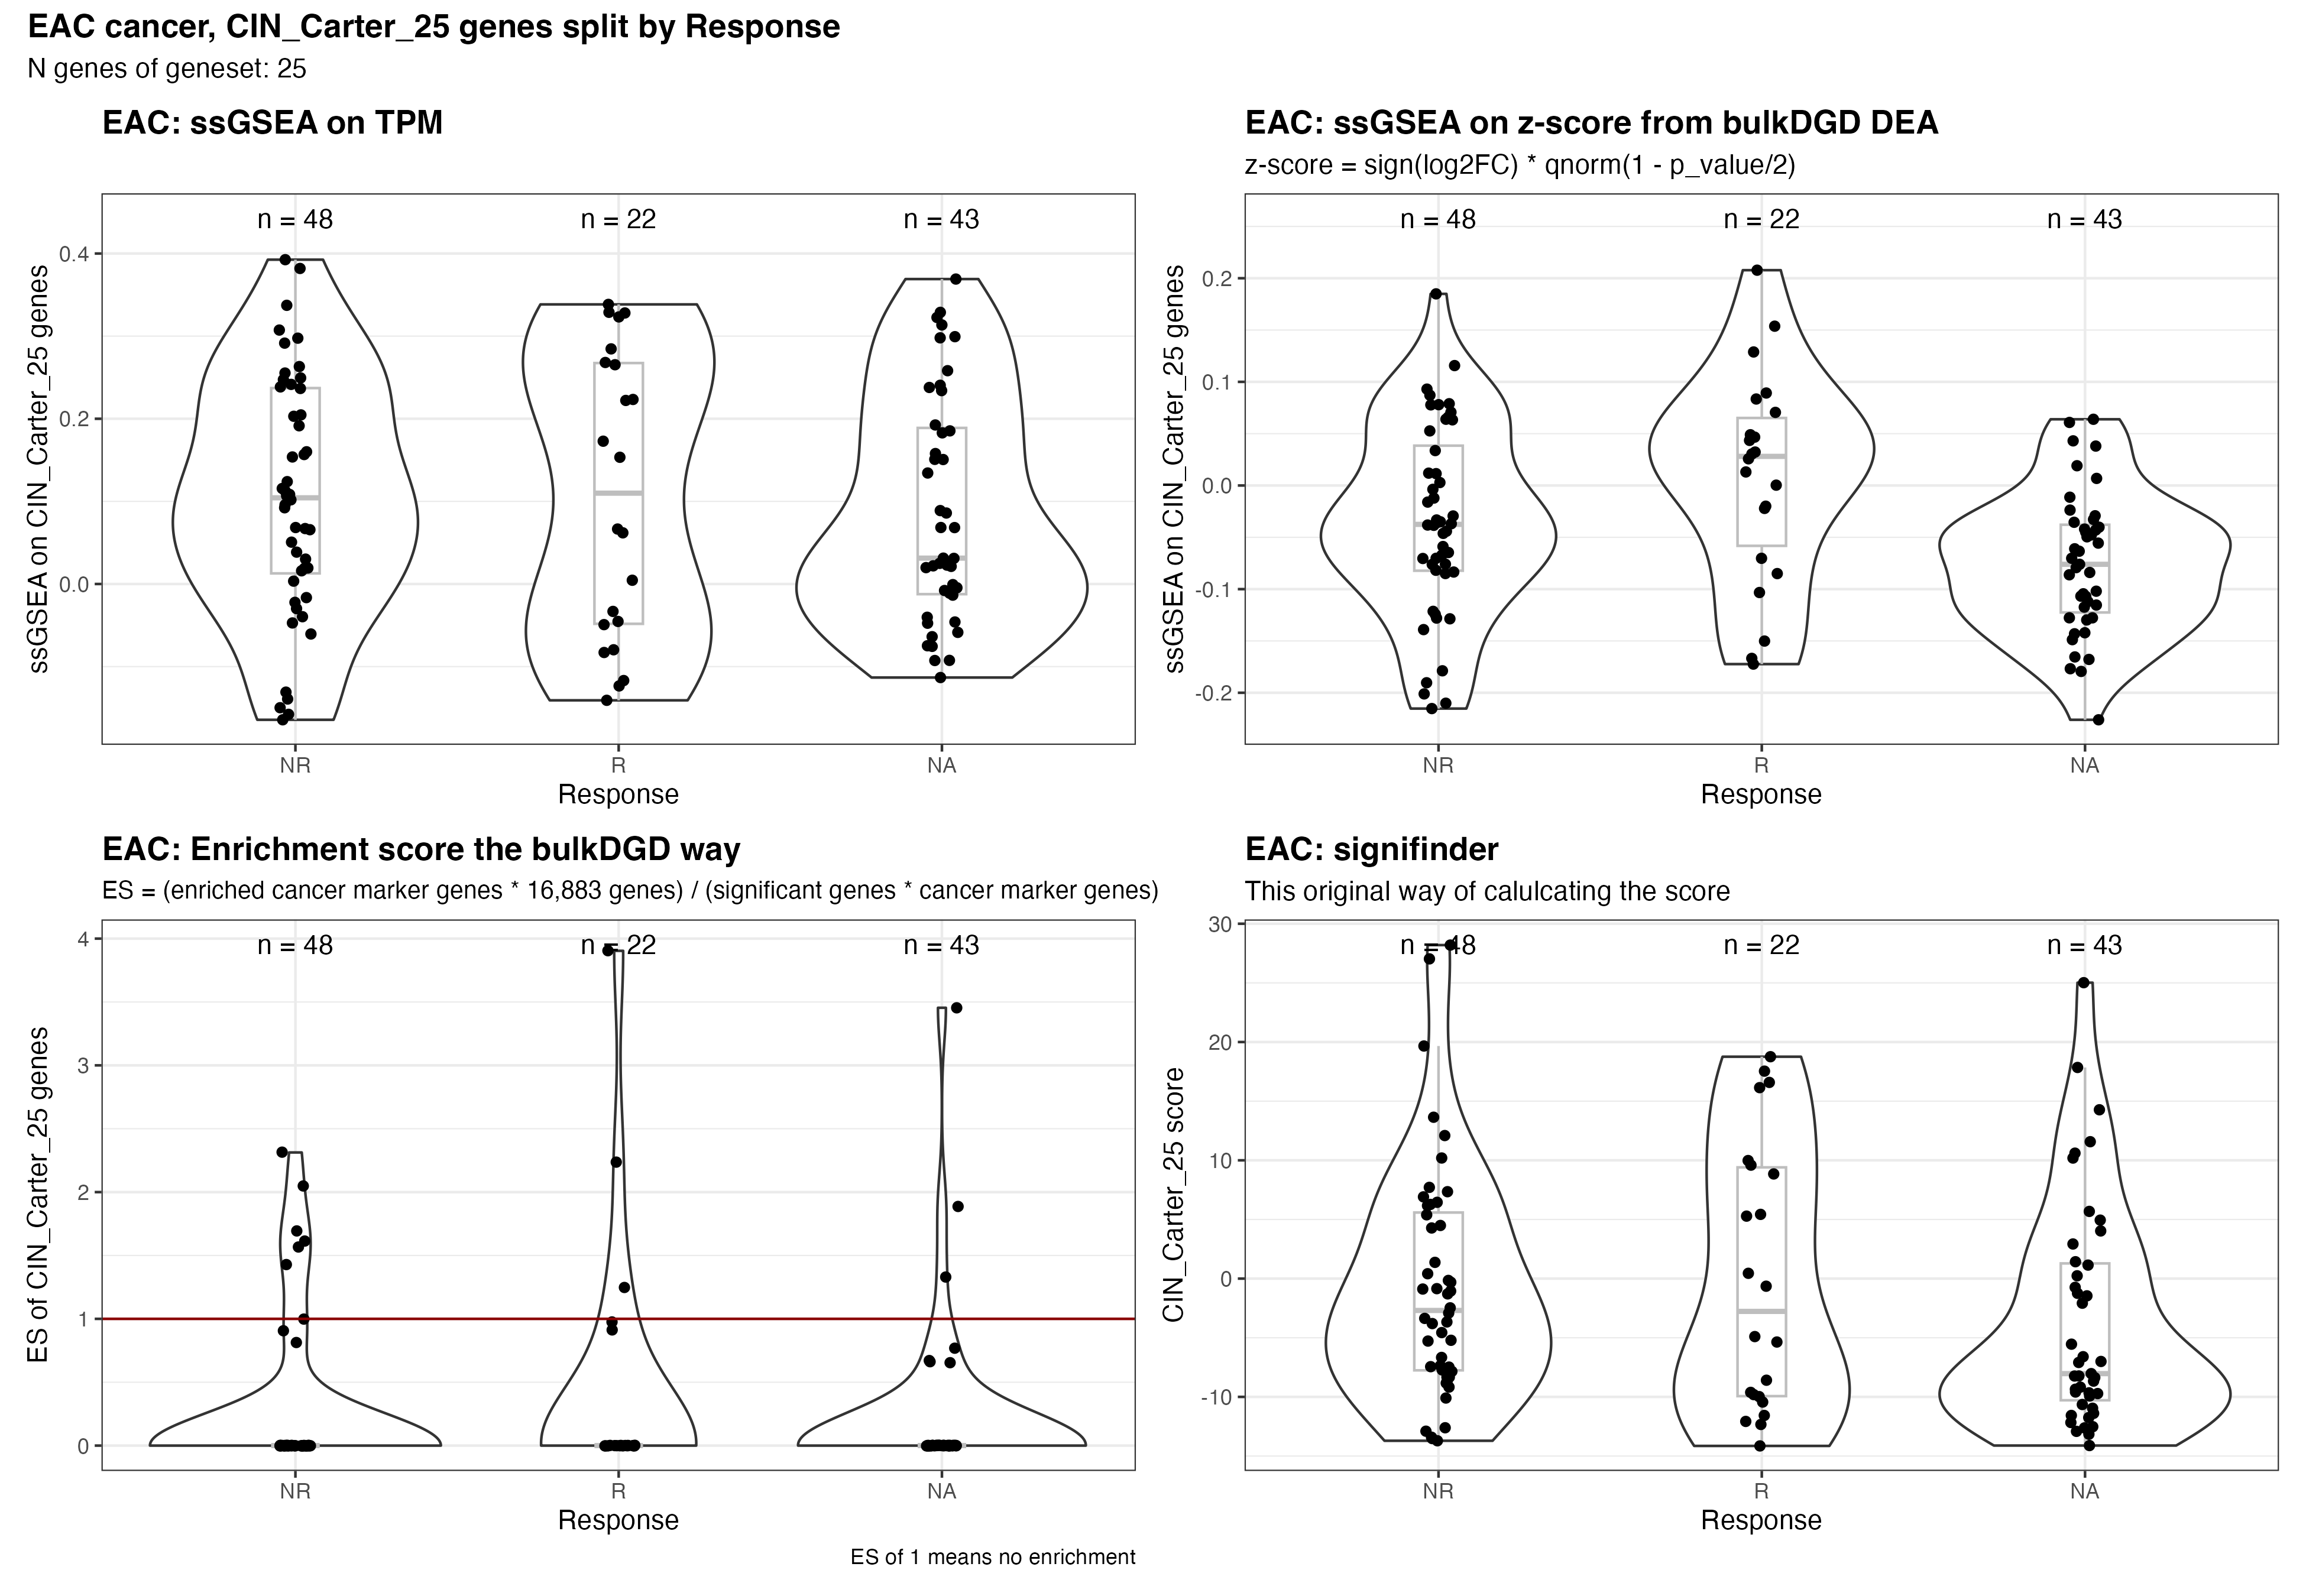 EAC cancer, CIN_Carter_25 genes split by Response
N genes of geneset: 25
EAC: ssGSEA on TPM
ssGSEA on CIN_Carter_25 genes
0.4
0.2
0.0
n = 48
n = 22
n = 43
NR
R
NA
Response
EAC: ssGSEA on z-score from bulkDGD DEA
z-score = sign(log2FC) * qnorm(1 - p_value/2)
ssGSEA on CIN_Carter_25 genes
0.2
0.1
0.0
-0.1
-0.2
n = 48
n = 22
n = 43
NR
R
NA
Response
EAC: Enrichment score the bulkDGD way
ES = (enriched cancer marker genes * 16,883 genes) / (significant genes * cancer marker genes)
ES of CIN_Carter_25 genes
4
3
2
1
0
n = 48
n = 22
n = 43
NR
R
NA
Response
ES of 1 means no enrichment
EAC: signifinder
This original way of calulcating the score
CIN_Carter_25 score
30
20
10
0
-10
n = 48
n = 22
n = 43
NR
R
NA
Response